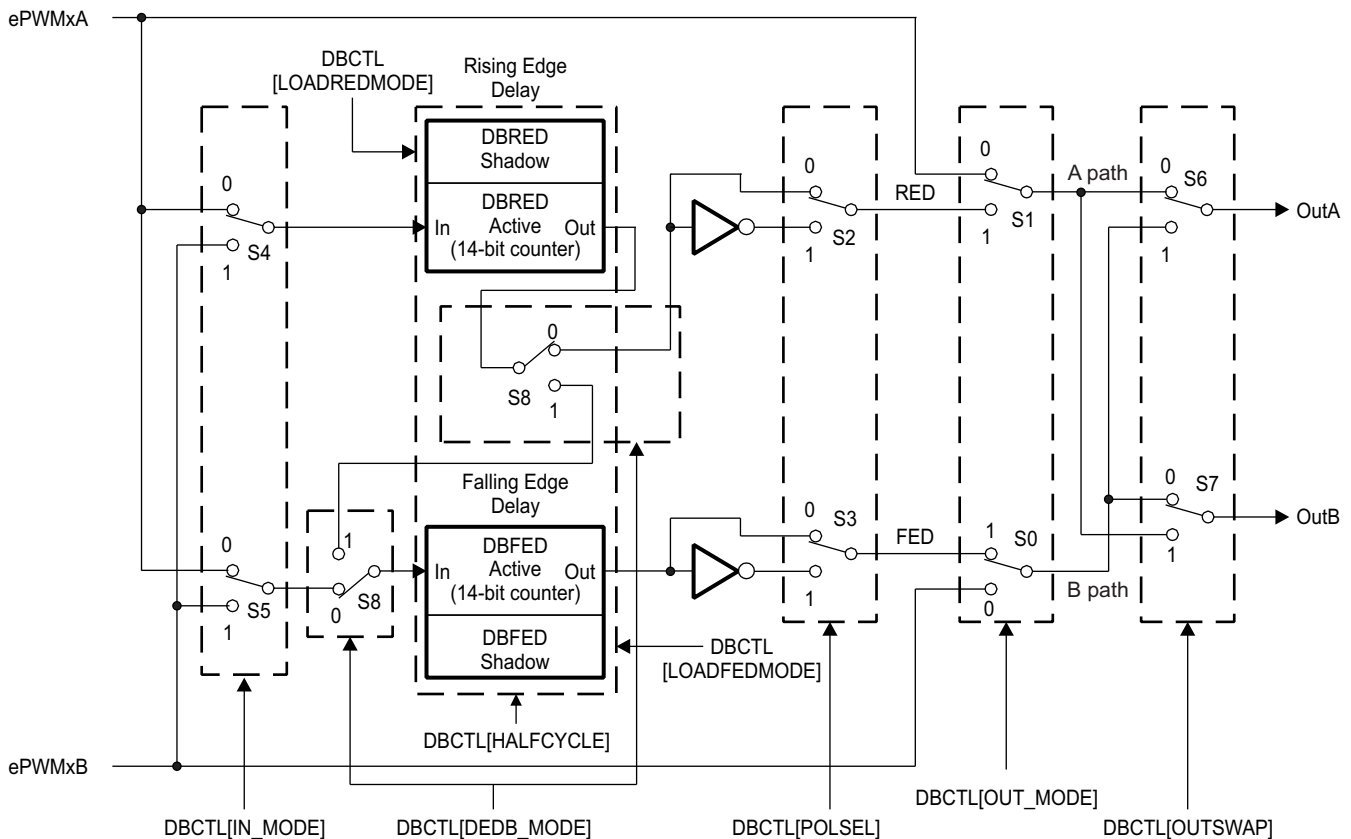 ePWMxA
DBCTL
[LOADREDMODE]
Rising Edge
Delay
DBRED
Shadow
DBRED
In Active Out
(14-bit counter)
0
S4
1
0
S2
1
RED
0
S1
1
A path
0 S6
1
OutA
0
S8
1
Falling Edge
Delay
0
S5
1
1
S8
0
DBFED
In Active Out
(14-bit counter)
DBFED
Shadow
0 S3
1
FED
1 S0
0
B path
0 S7
1
OutB
DBCTL
[LOADFEDMODE]
DBCTL[HALFCYCLE]
ePWMxB
DBCTL[IN_MODE]
DBCTL[DEDB_MODE]
DBCTL[POLSEL]
DBCTL[OUT_MODE]
DBCTL[OUTSWAP]